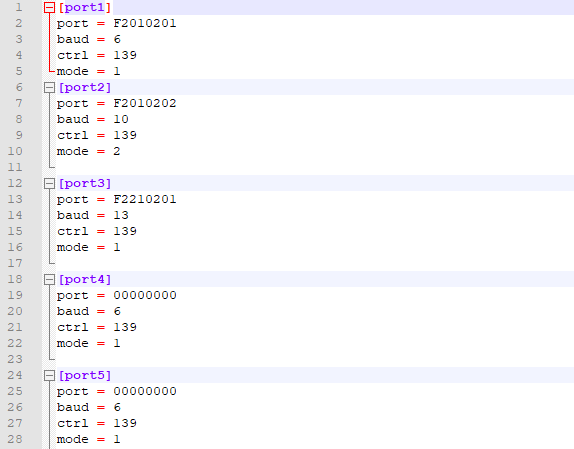 1 [port1]
2 port = F2010201
3 baud = 6
4 ctrl = 139
5 mode = 1
6 [port2]
7 port = F2010202
8 baud = 10
9 ctrl = 139
10 mode = 2
11
12 [port3]
13 port = F2210201
14 baud = 13
15 ctrl = 139
16 mode = 1
17
18 [port4]
19 port = 00000000
20 baud = 6
21 ctrl = 139
22 mode = 1
23
24 [port5]
25 port = 00000000
26 baud = 6
27 ctrl = 139
28 mode = 1